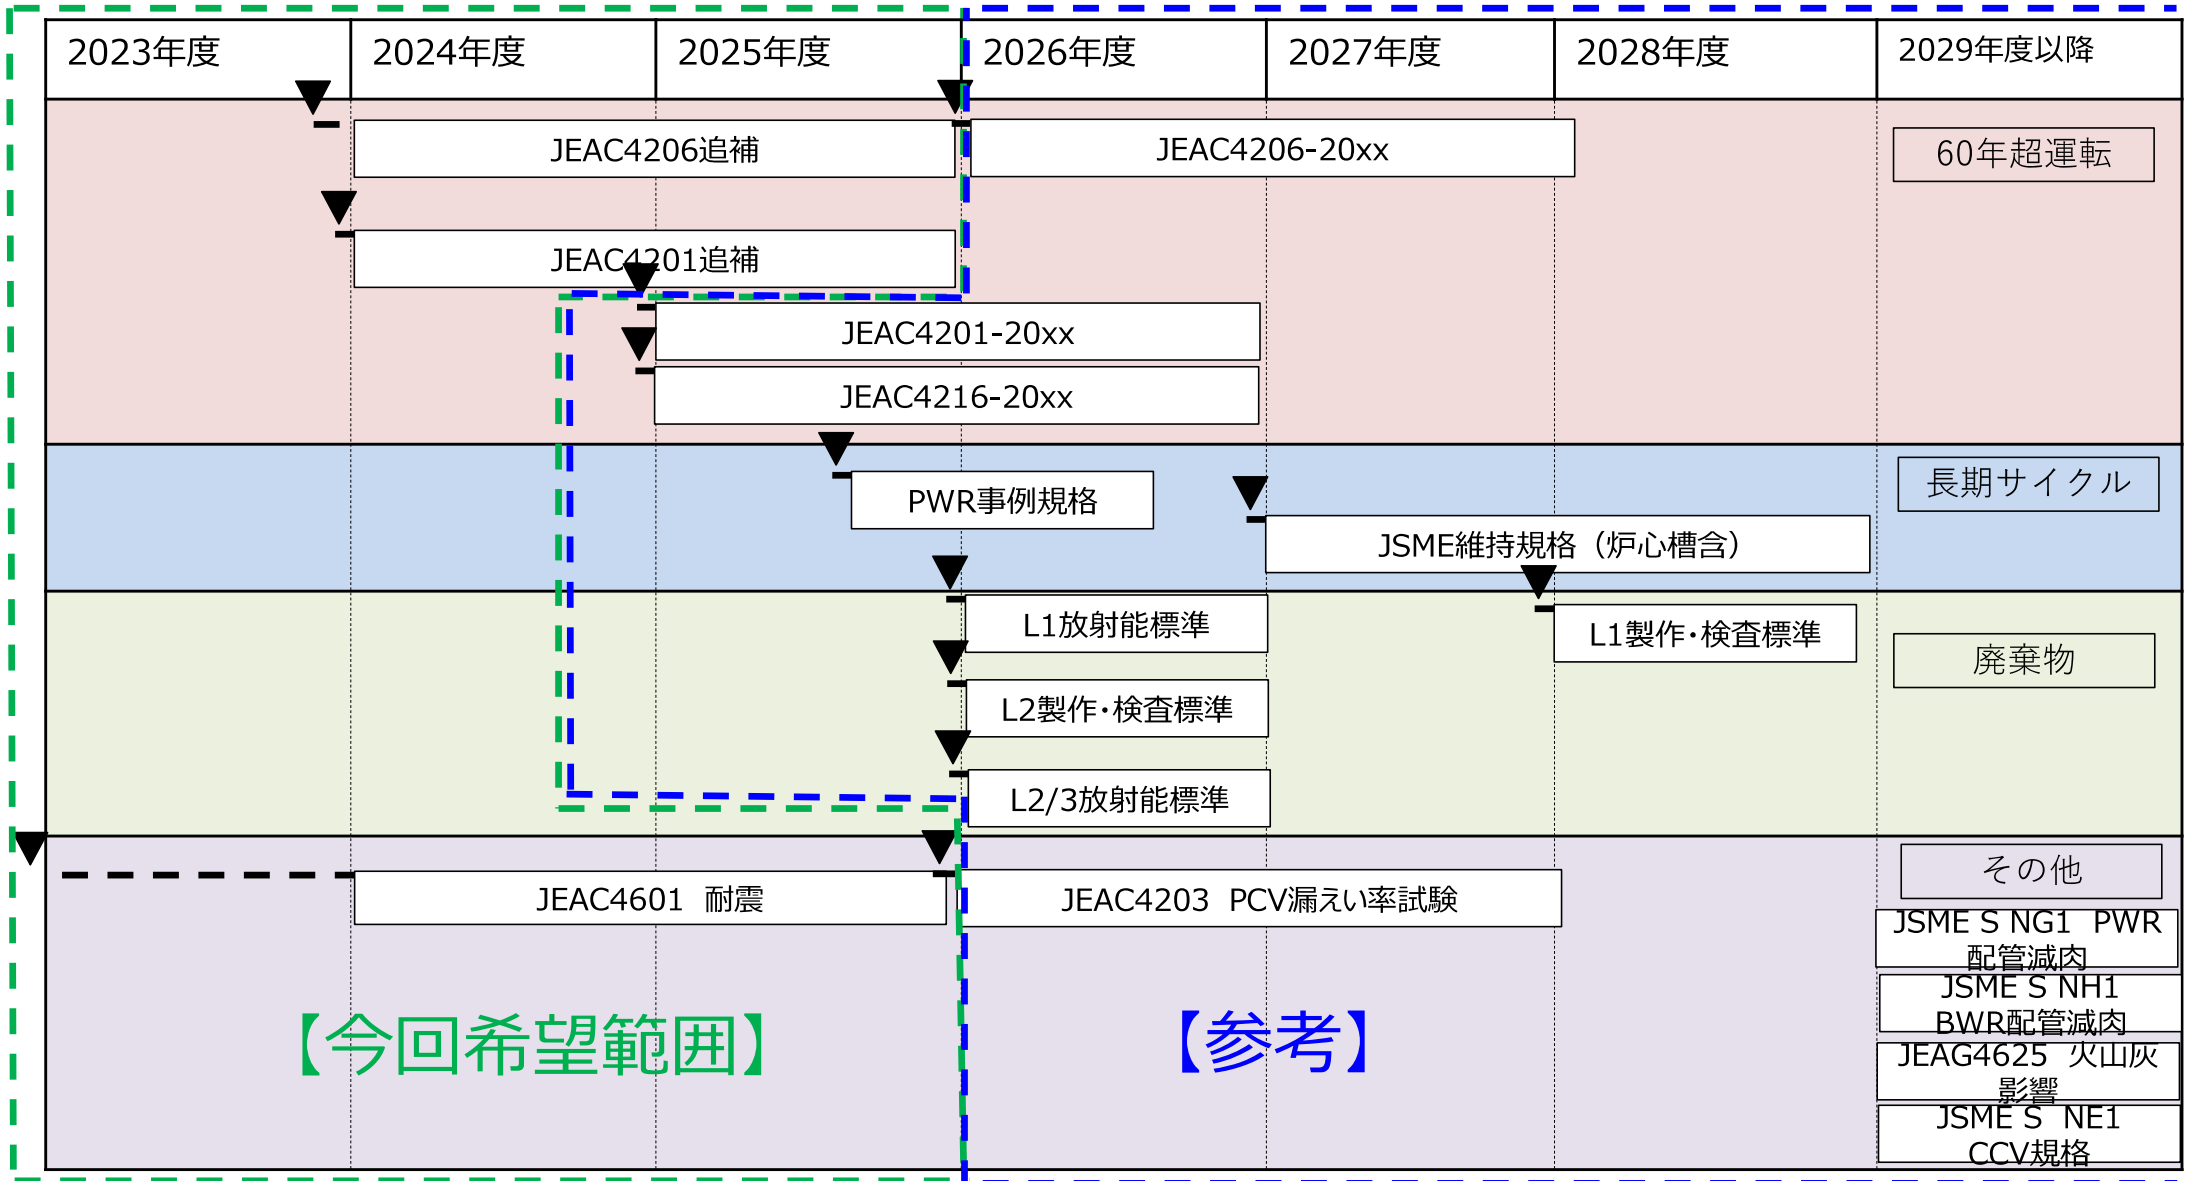 2023年度
2024年度
2025年度
2026年度
2027年度
2028年度
2029年度以降
JEAC4206追補
JEAC4206-20xx
60年超運転
JEAC4201追補
JEAC4201-20xx
JEAC4216-20xx
長期サイクル
PWR事例規格
JSME維持規格（炉心槽含）
L1放射能標準
L1製作・検査標準
廃棄物
L2製作・検査標準
L2/3放射能標準
その他
JEAC4601 耐震
JEAC4203 PCV漏えい率試験
JSME S NG1 PWR
配管減肉
JSME S NH1
BWR配管減肉
JEAG4625 火山灰
影響
JSME S NE1
CCV規格
【今回希望範囲】
【参考】